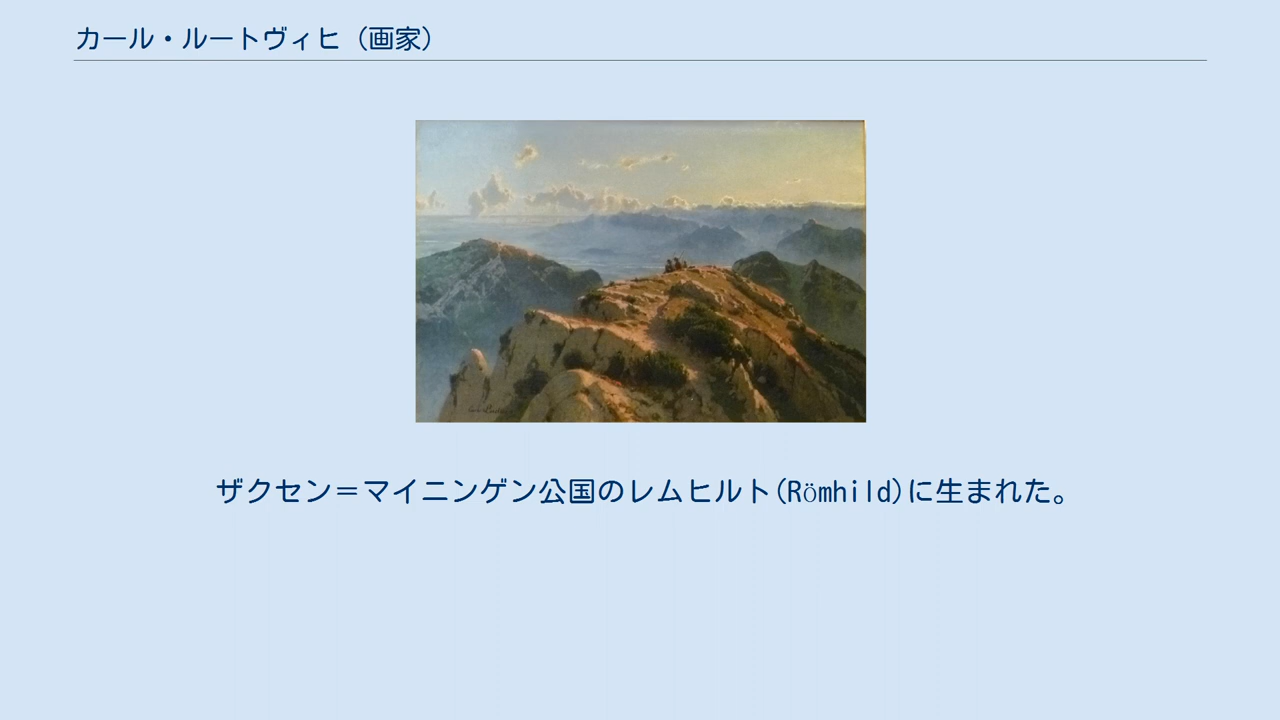 カール・ルートヴィヒ（画家）
ザクセン＝マイニンゲン公国のレムヒルト(Römhild)に生まれた。